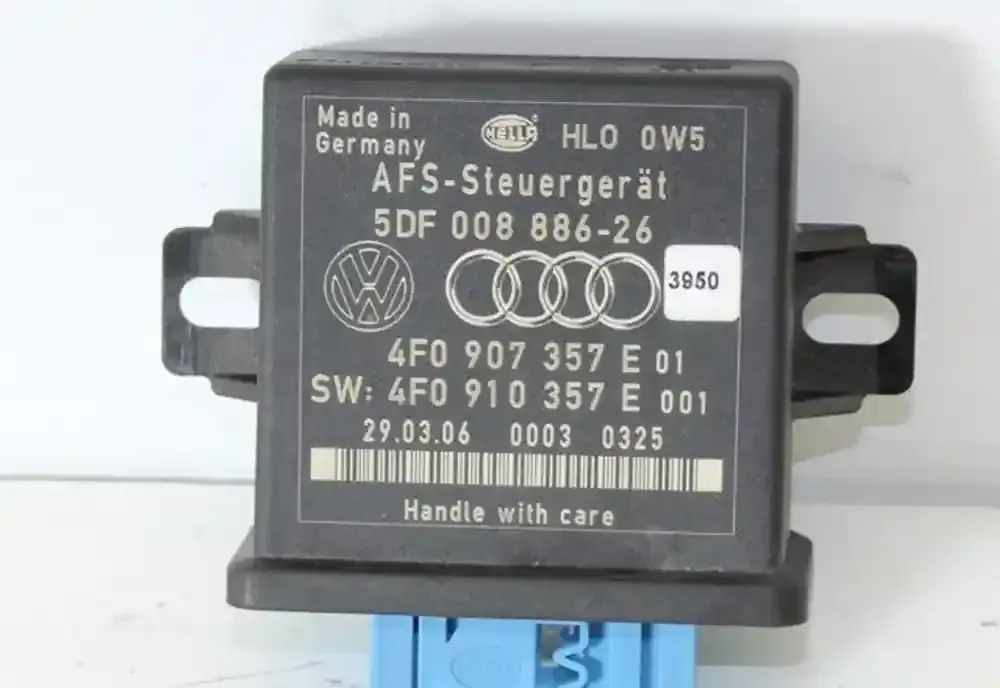 Made in
Germany
HELLA HLO 0W5
AFS-Steuergerät
5DF 008 886-26
3950
4F0 907 357 E 01
SW: 4F0 910 357 E 001
29.03.06 0003 0325
Handle with care